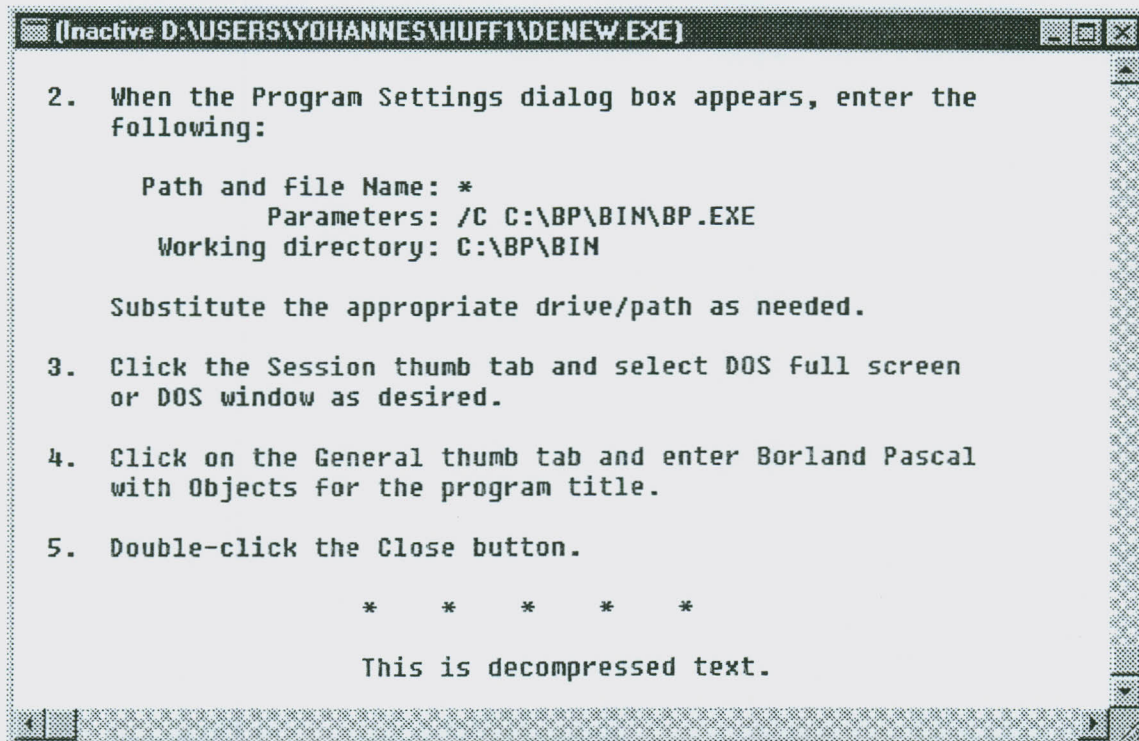 (Inactive D:\USERS\YOHANNES\HUFF1\DENEW.EXE)
2. When the Program Settings dialog box appears, enter the
following:
Path and file Name: *
Parameters: /C C:\BP\BIN\BP.EXE
Working directory: C:\BP\BIN
Substitute the appropriate drive/path as needed.
3. Click the Session thumb tab and select DOS full screen
or DOS window as desired.
4. Click on the General thumb tab and enter Borland Pascal
with Objects for the program title.
5. Double-click the Close button.
* * * * *
This is decompressed text.